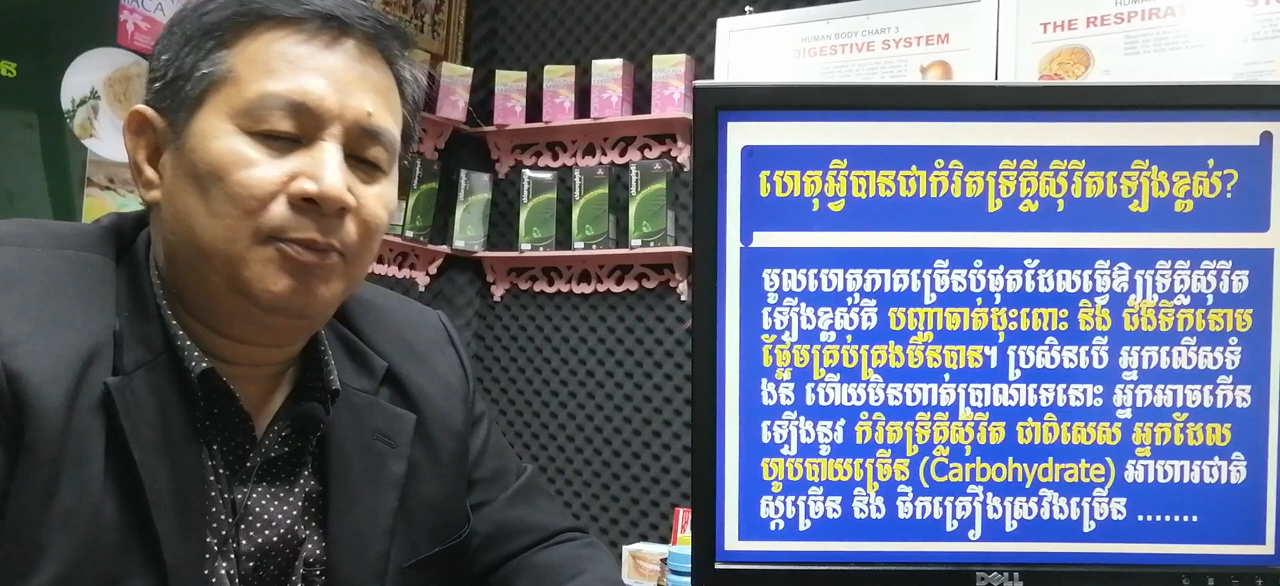 MACA
HUMAN BODY CHART 3
DIGESTIVE SYSTEM
THE RESPIRAT
ហេតុអ្វីបានជាកំរិតទ្រីគ្លីស៊ីរីតឡើងខ្ពស់?
មូលហេតុភាគច្រើនបំផុតដែលធ្វើឱ្យទ្រីគ្លីស៊ីរីត
ឡើងខ្ពស់គឺ បញ្ហាធាត់ដុះពោះ និង ជំងឺទឹកនោម
ផ្អែមគ្រប់គ្រងមិនបាន។ ប្រសិនបើ អ្នកលើសទំ
ងន់ ហើយមិនហាត់ប្រាណទេនោះ អ្នកអាចកើន
ឡើងនូវ កំរិតទ្រីគ្លីស៊ីរីត ជាពិសេស អ្នកដែល
ហូបបាយច្រើន (Carbohydrate) អាហារជាតិ
ស្ករច្រើន និង ផឹកគ្រឿងស្រវឹងច្រើន .......
DELL